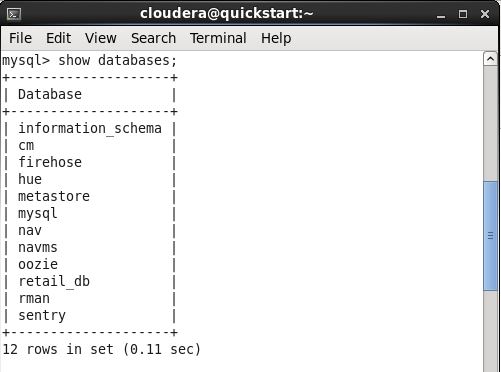 cloudera@quickstart:~
File Edit View Search Terminal Help
mysql> show databases;
+--------------------+
| Database           |
+--------------------+
| information_schema |
| cm                 |
| firehose           |
| hue                |
| metastore          |
| mysql              |
| nav                |
| navms              |
| oozie              |
| retail_db          |
| rman               |
| sentry             |
+--------------------+
12 rows in set (0.11 sec)